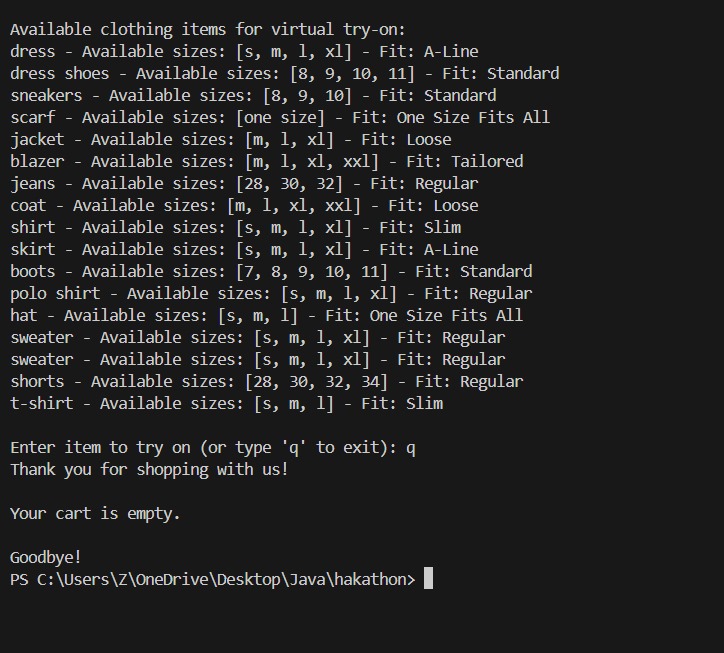 Available clothing items for virtual try-on:
dress - Available sizes: [s, m, l, xl] - Fit: A-Line
dress shoes - Available sizes: [8, 9, 10, 11] - Fit: Standard
sneakers - Available sizes: [8, 9, 10] - Fit: Standard
scarf - Available sizes: [one size] - Fit: One Size Fits All
jacket - Available sizes: [m, l, xl] - Fit: Loose
blazer - Available sizes: [m, l, xl, xxl] - Fit: Tailored
jeans - Available sizes: [28, 30, 32] - Fit: Regular
coat - Available sizes: [m, l, xl, xxl] - Fit: Loose
shirt - Available sizes: [s, m, l, xl] - Fit: Slim
skirt - Available sizes: [s, m, l, xl] - Fit: A-Line
boots - Available sizes: [7, 8, 9, 10, 11] - Fit: Standard
polo shirt - Available sizes: [s, m, l, xl] - Fit: Regular
hat - Available sizes: [s, m, l] - Fit: One Size Fits All
sweater - Available sizes: [s, m, l, xl] - Fit: Regular
sweater - Available sizes: [s, m, l, xl] - Fit: Regular
shorts - Available sizes: [28, 30, 32, 34] - Fit: Regular
t-shirt - Available sizes: [s, m, l] - Fit: Slim
Enter item to try on (or type 'q' to exit): q
Thank you for shopping with us!
Your cart is empty.
Goodbye!
PS C:\Users\Z\OneDrive\Desktop\Java\hakathon>